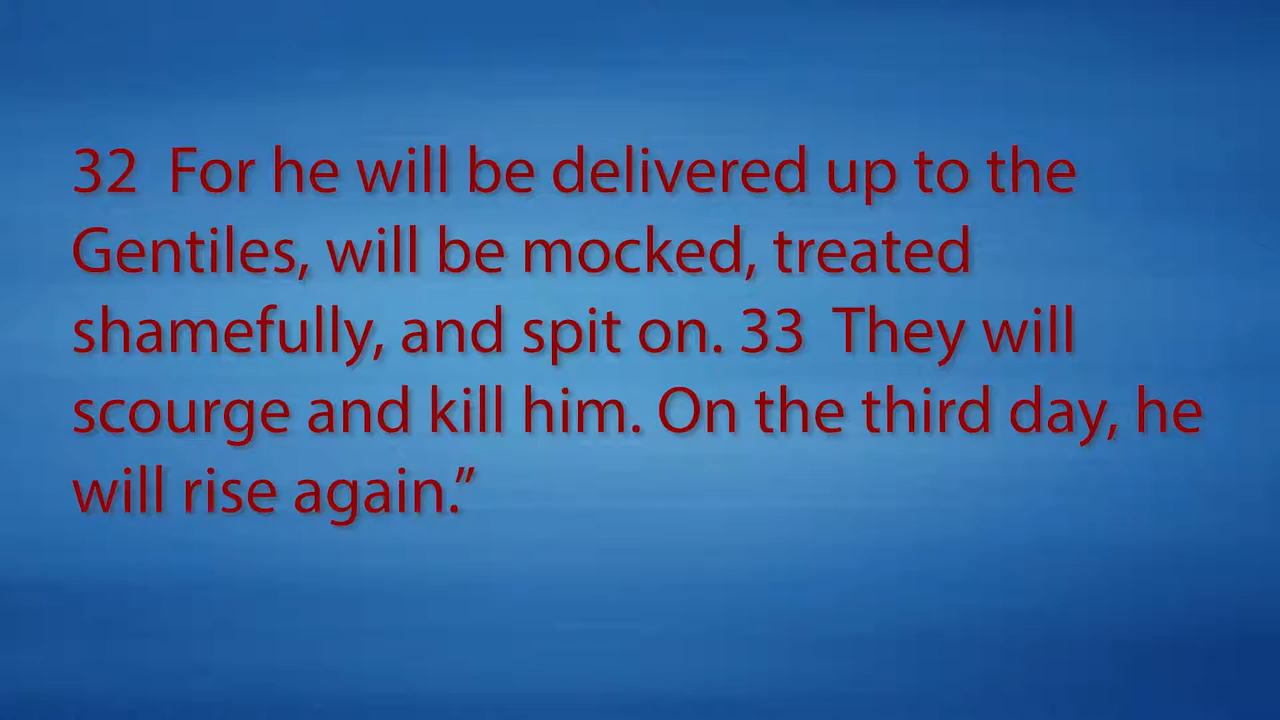 32  For he will be delivered up to the
Gentiles, will be mocked, treated
shamefully, and spit on. 33  They will
scourge and kill him. On the third day, he
will rise again.”